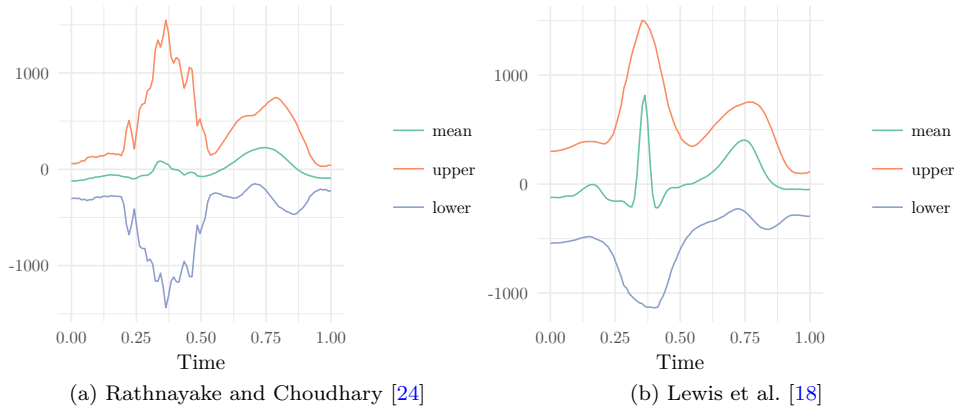 1000
0
-1000
0.00 0.25 0.50 0.75 1.00
Time
mean
upper
lower
(a) Rathnayake and Choudhary [24]
1000
0
-1000
0.00 0.25 0.50 0.75 1.00
Time
mean
upper
lower
(b) Lewis et al. [18]